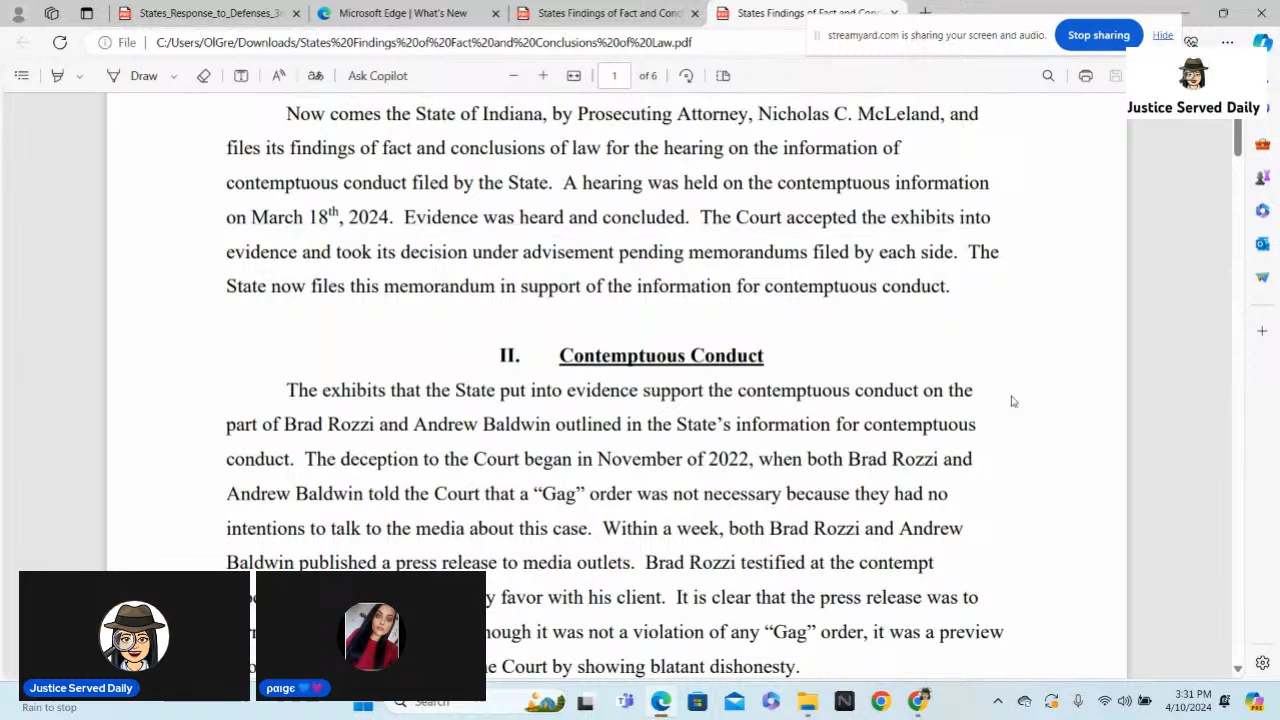 States_Response_to_Defenses_3
Microsoft Edge | What's New
States Findings of Fact and Conc
States Findings of Fact and Con
File
C:/Users/OlGre/Downloads/States%20Findings%20of%20Fact%20and%20Conclusions%20of%20Law.pdf
streamyard.com is sharing your screen and audio.
Stop sharing
Hide
Draw
Ask Copilot
1
of 6
Justice Served Daily
Now comes the State of Indiana, by Prosecuting Attorney, Nicholas C. McLeland, and
files its findings of fact and conclusions of law for the hearing on the information of
contemptuous conduct filed by the State. A hearing was held on the contemptuous information
on March 18th, 2024. Evidence was heard and concluded. The Court accepted the exhibits into
evidence and took its decision under advisement pending memorandums filed by each side. The
State now files this memorandum in support of the information for contemptuous conduct.
II. Contemptuous Conduct
The exhibits that the State put into evidence support the contemptuous conduct on the
part of Brad Rozzi and Andrew Baldwin outlined in the State's information for contemptuous
conduct. The deception to the Court began in November of 2022, when both Brad Rozzi and
Andrew Baldwin told the Court that a “Gag” order was not necessary because they had no
intentions to talk to the media about this case. Within a week, both Brad Rozzi and Andrew
Baldwin published a press release to media outlets. Brad Rozzi testified at the contempt
y favor with his client. It is clear that the press release was to
hough it was not a violation of any “Gag” order, it was a preview
e Court by showing blatant dishonesty.
Justice Served Daily
ραιgє
Rain to stop
Search
3:31 PM
4/10/2024